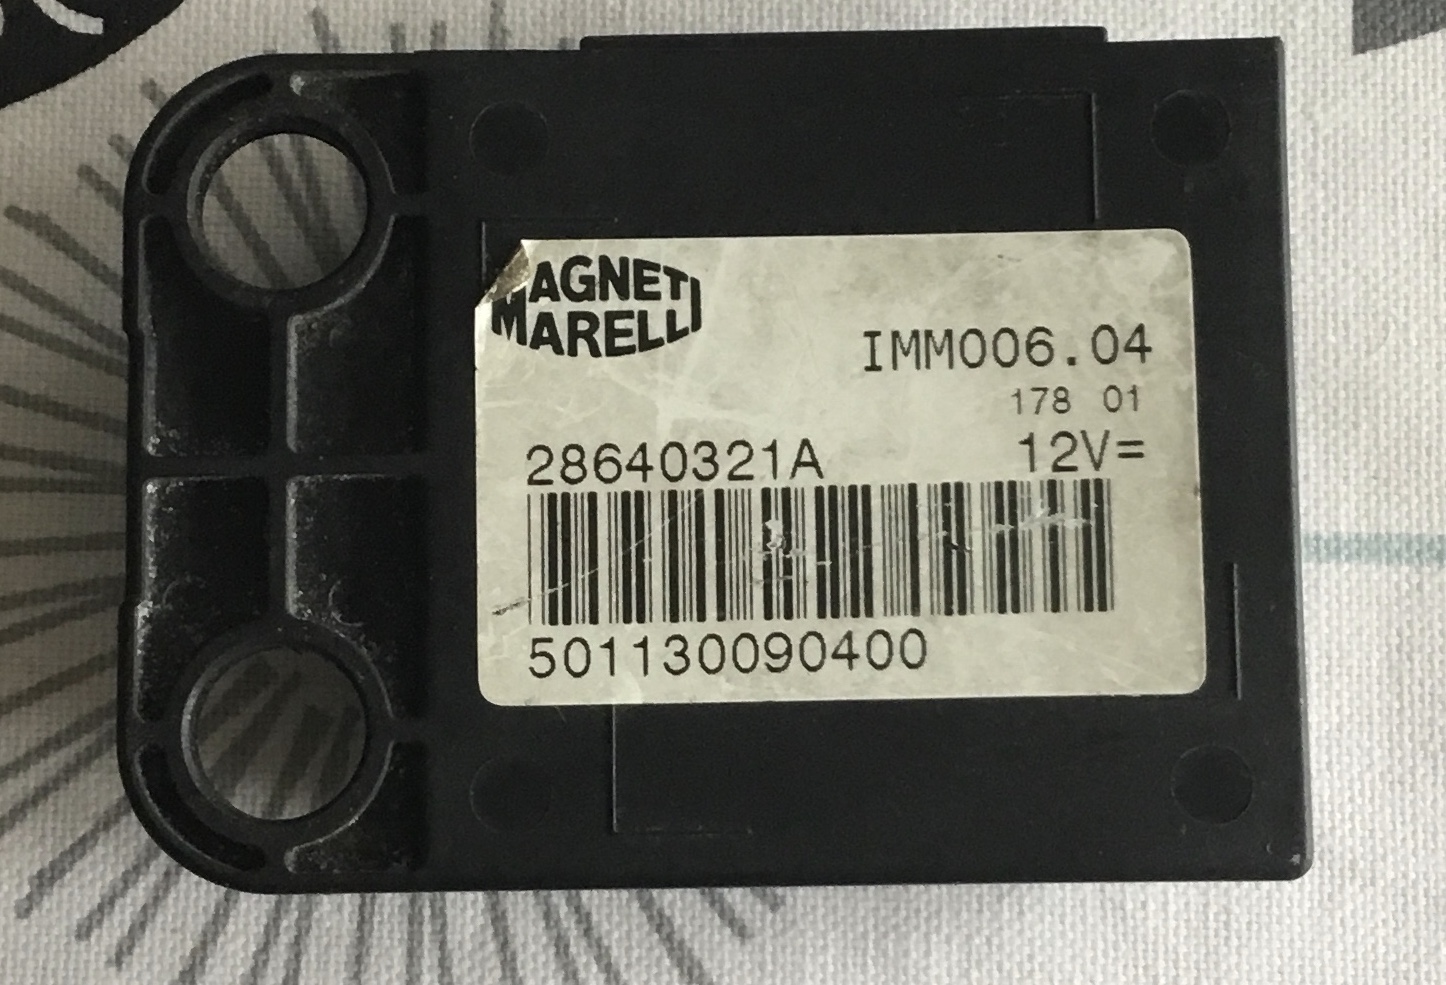 MAGNETI
MARELLI
IMM006.04
178 01
28640321A 12V=
501130090400